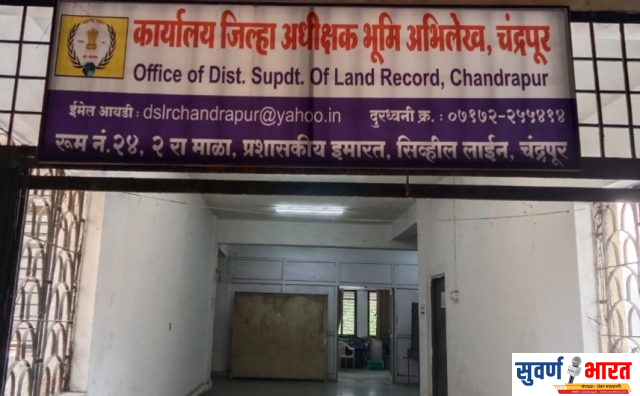 कार्यालय जिल्हा अधीक्षक भूमि अभिलेख, चंद्रपूर
Office of Dist. Supdt. Of Land Record, Chandrapur
ईमेल आयडी : dslrchandrapur@yahoo.in दुरध्वनी क्र. : ०७१७२-२५५४१४
रूम नं.२४, २ रा माळा, प्रशासकीय इमारत, सिव्हील लाईन, चंद्रपूर
सुवर्ण भारत